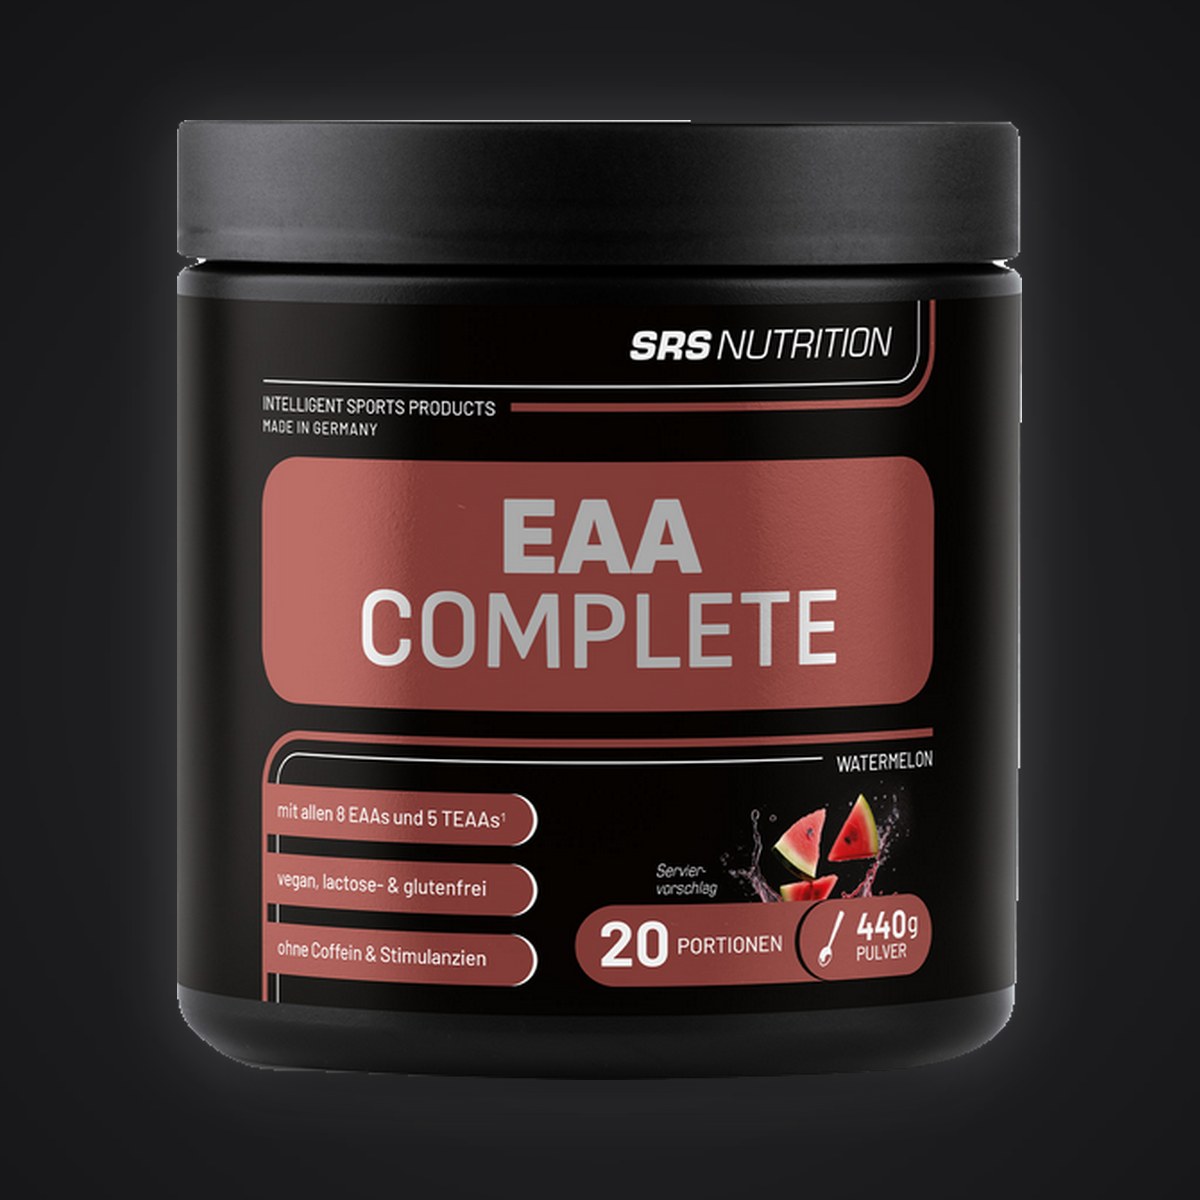 SRS NUTRITION
INTELLIGENT SPORTS PRODUCTS
MADE IN GERMANY
EAA
COMPLETE
WATERMELON
mit allen 8 EAAs und 5 TEAAs¹
vegan, lactose- & glutenfrei
ohne Coffein & Stimulanzien
Servier-
vorschlag
20 PORTIONEN
440g
PULVER